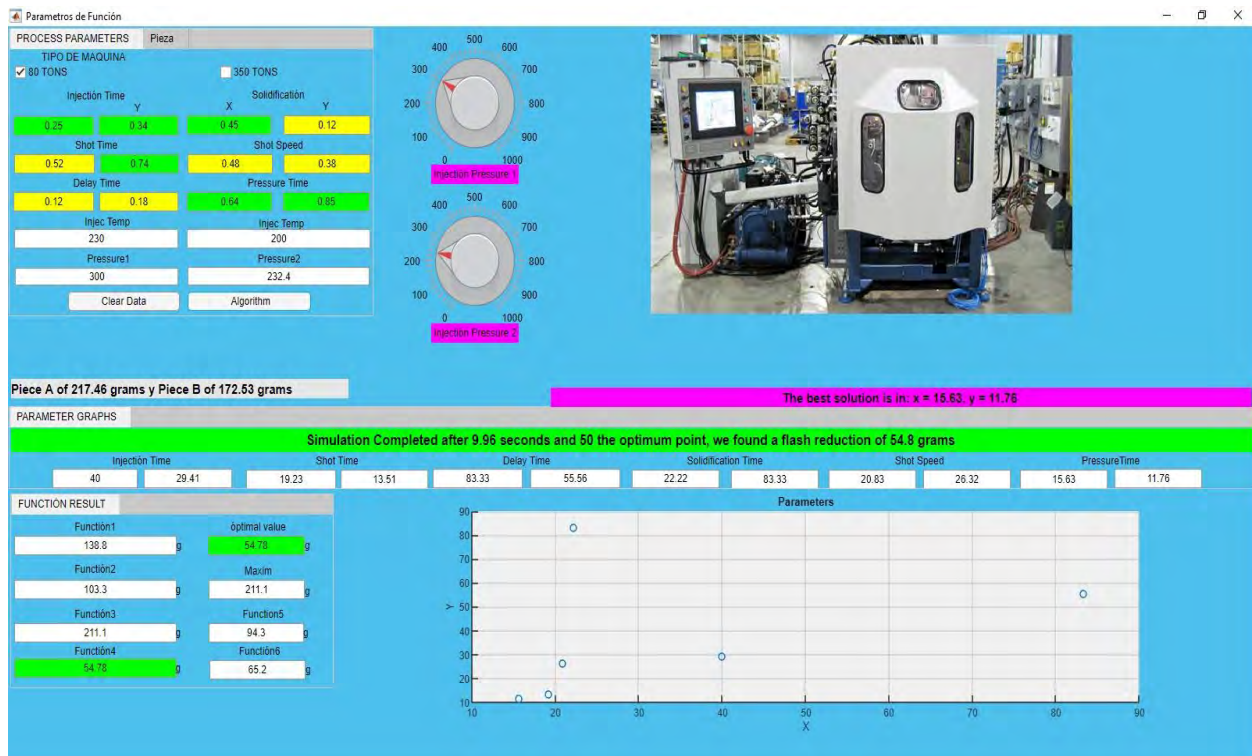 Parametros de Función
PROCESS PARAMETERS Pieza
TIPO DE MAQUINA
80 TONS 350 TONS
Injectión Time Solidificatión
Y X Y
0.25 0.34 0.45 0.12
Shot Time Shot Speed
0.52 0.74 0.48 0.38
Delay Time Pressure Time
0.12 0.18 0.64 0.85
Injec Temp Injec Temp
230 200
Pressure1 Pressure2
300 232.4
Clear Data Algorithm
0 100 200 300 400 500 600 700 800 900 1000
Injectión Pressure 1
0 100 200 300 400 500 600 700 800 900 1000
Injectión Pressure 2
Piece A of 217.46 grams y Piece B of 172.53 grams
The best solution is in: x = 15.63, y = 11.76
PARAMETER GRAPHS
Simulation Completed after 9.96 seconds and 50 the optimum point, we found a flash reduction of 54.8 grams
Injectión Time Shot Time Delay Time Solidification Time Shot Speed PressureTime
40 29.41 19.23 13.51 83.33 55.56 22.22 83.33 20.83 26.32 15.63 11.76
FUNCTIÓN RESULT
Functión1 òptimal value
138.8 g 54.78 g
Functión2 Maxim
103.3 g 211.1 g
Functión3 Function5
211.1 g 94.3 g
Functión4 Functión6
54.78 g 65.2 g
Parameters
90
80
70
60
50
40
30
20
10
Y
10 20 30 40 50 60 70 80 90
X